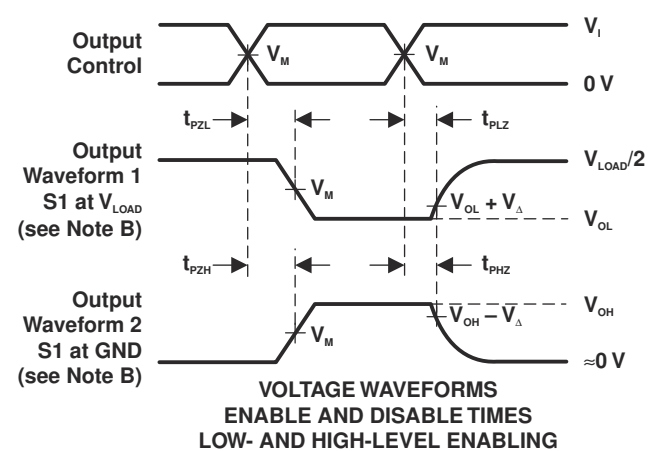 Output
Control
V_M
V_M
V_I
0 V
t_PZL
t_PLZ
Output
Waveform 1
S1 at V_LOAD
(see Note B)
V_M
V_OL + V_Δ
V_LOAD/2
V_OL
t_PZH
t_PHZ
Output
Waveform 2
S1 at GND
(see Note B)
V_M
V_OH – V_Δ
V_OH
≈0 V
VOLTAGE WAVEFORMS
ENABLE AND DISABLE TIMES
LOW- AND HIGH-LEVEL ENABLING